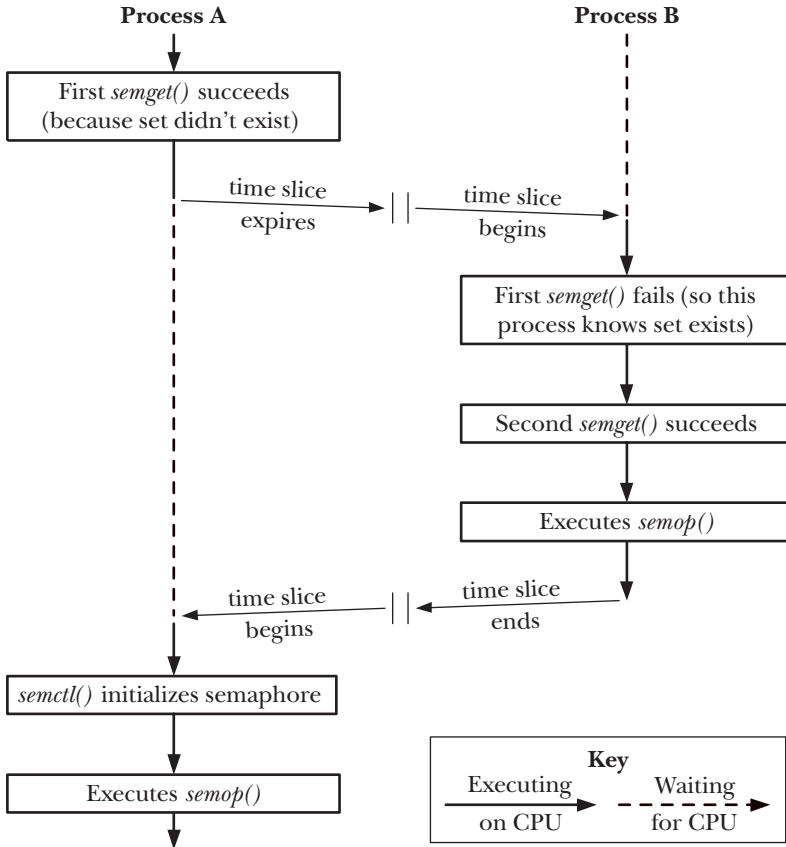 Process A
Process B
First semget() succeeds
(because set didn't exist)
time slice
expires
time slice
begins
First semget() fails (so this
process knows set exists)
Second semget() succeeds
Executes semop()
time slice
begins
time slice
ends
semctl() initializes semaphore
Executes semop()
Key
Executing
on CPU
Waiting
for CPU